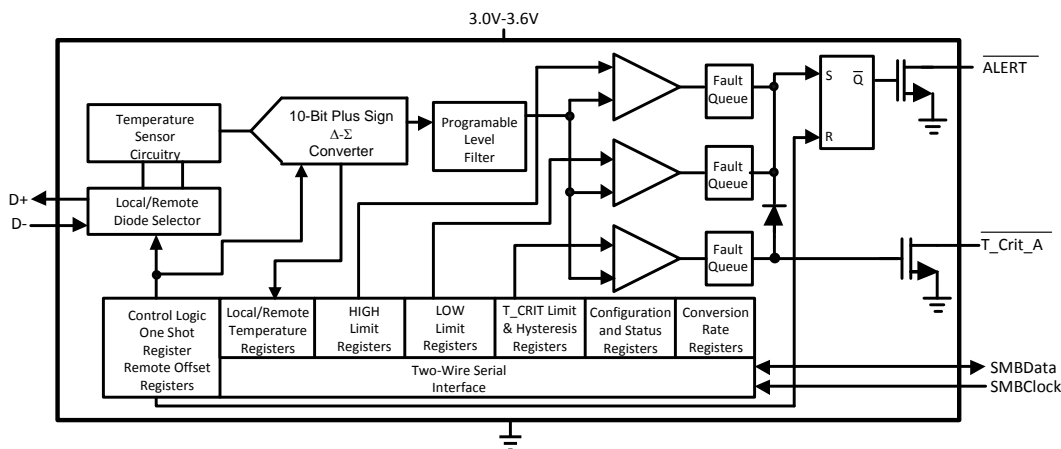 3.0V-3.6V
Temperature
Sensor
Circuitry
10-Bit Plus Sign
Δ-Σ
Converter
Programable
Level
Filter
Fault
Queue
S
Q
R
ALERT
D+
D-
Local/Remote
Diode Selector
Fault
Queue
Fault
Queue
T_Crit_A
Control Logic
One Shot
Register
Remote Offset
Registers
Local/Remote
Temperature
Registers
HIGH
Limit
Registers
LOW
Limit
Registers
T_CRIT Limit
& Hysteresis
Registers
Configuration
and Status
Registers
Conversion
Rate
Registers
Two-Wire Serial
Interface
SMBData
SMBClock